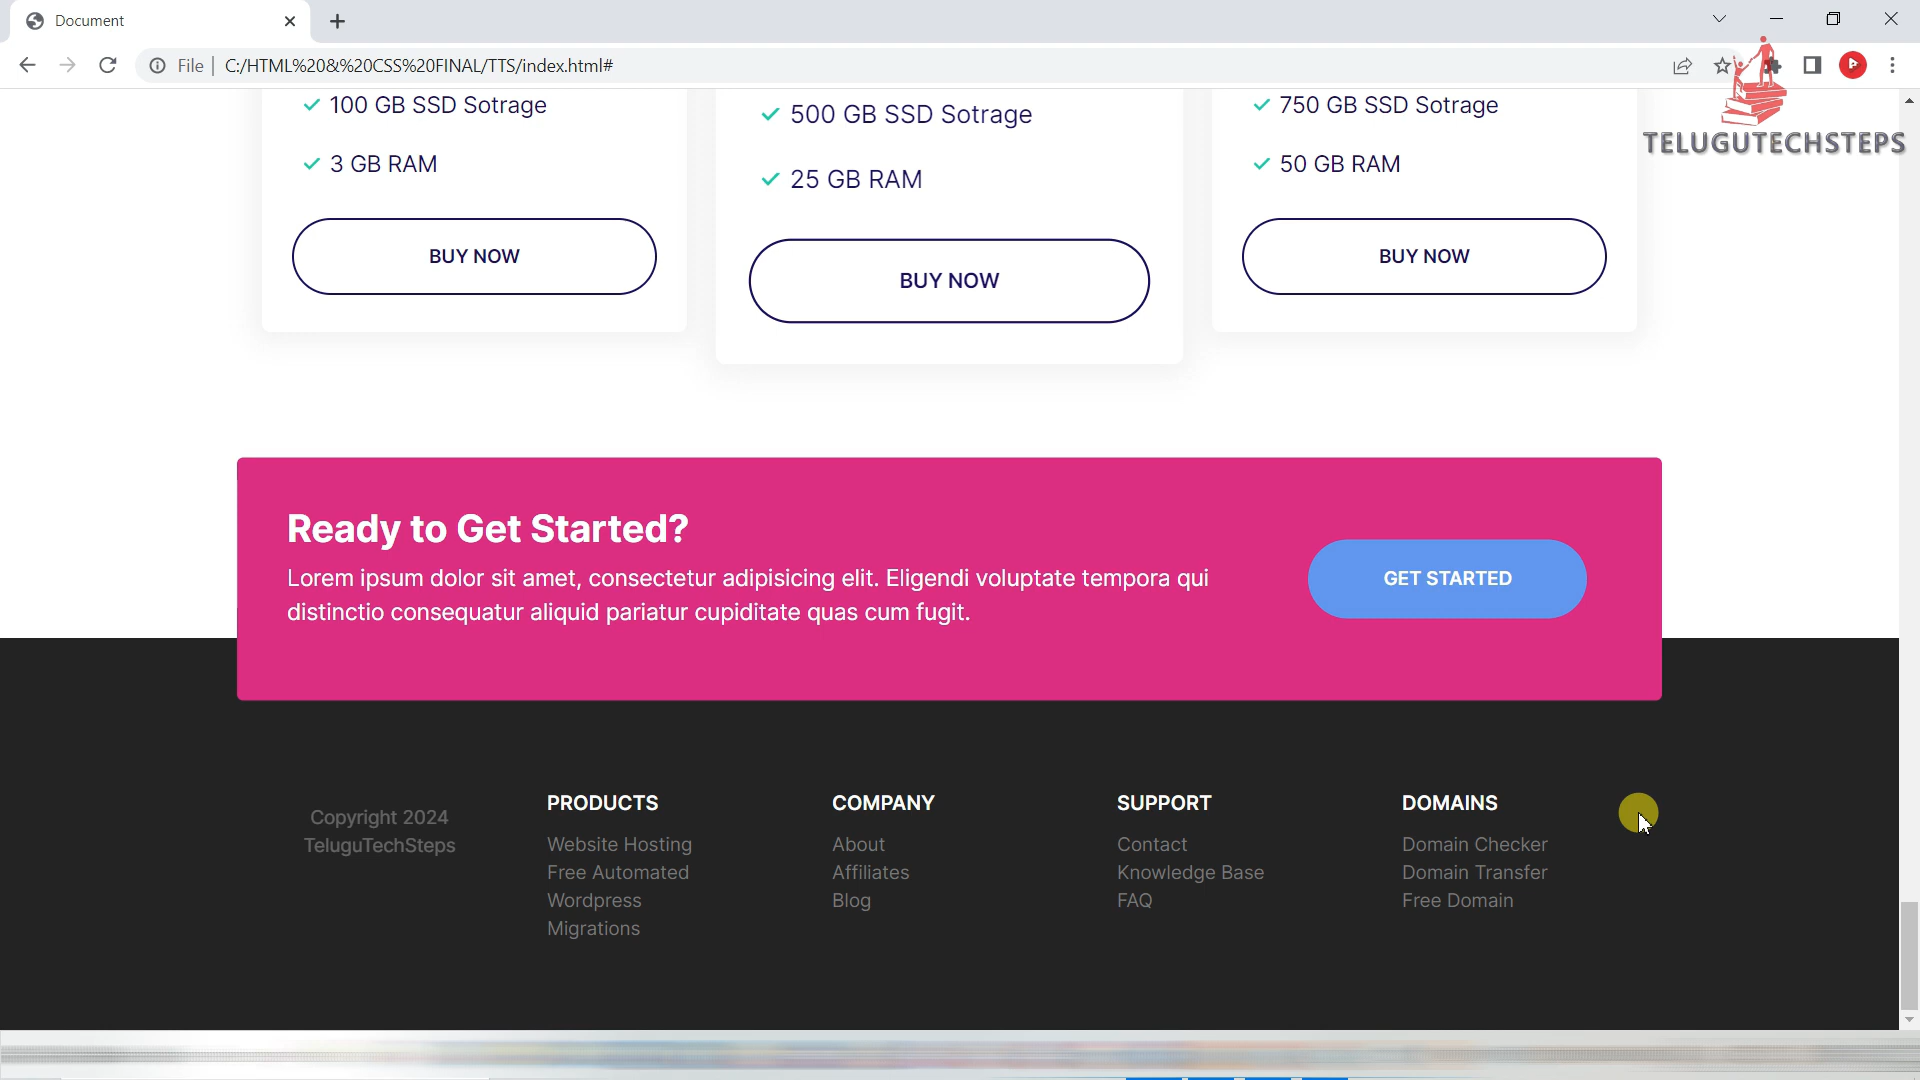 Document
File
C:/HTML%20&%20CSS%20FINAL/TTS/index.html#
TELUGUTECHSTEPS
100 GB SSD Sotrage
3 GB RAM
BUY NOW
500 GB SSD Sotrage
25 GB RAM
BUY NOW
750 GB SSD Sotrage
50 GB RAM
BUY NOW
Ready to Get Started?
Lorem ipsum dolor sit amet, consectetur adipisicing elit. Eligendi voluptate tempora qui
distinctio consequatur aliquid pariatur cupiditate quas cum fugit.
GET STARTED
Copyright 2024
TeluguTechSteps
PRODUCTS
Website Hosting
Free Automated
Wordpress
Migrations
COMPANY
About
Affiliates
Blog
SUPPORT
Contact
Knowledge Base
FAQ
DOMAINS
Domain Checker
Domain Transfer
Free Domain